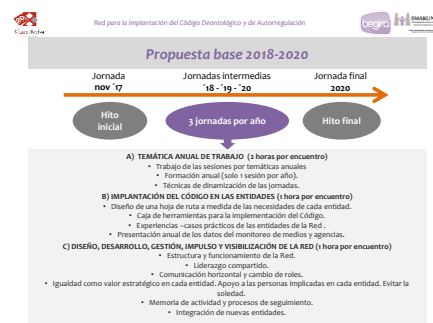 Red para la implantación del Código Deontológico y de Autorregulación
begira
EMAKUN
Propuesta base 2018-2020
Jornada
nov ´17
Jornadas intermedias
´18 - ´19 - ´20
Jornada final
2020
Hito
inicial
3 jornadas por año
Hito final
A) TEMÁTICA ANUAL DE TRABAJO (2 horas por encuentro)
• Trabajo de las sesiones por temáticas anuales
• Formación anual (solo 1 sesión por año).
• Técnicas de dinamización de las jornadas.
B) IMPLANTACIÓN DEL CÓDIGO EN LAS ENTIDADES (1 hora por encuentro)
• Diseño de una hoja de ruta a medida de las necesidades de cada entidad.
• Caja de herramientas para la implementación del Código.
• Experiencias –casos prácticos de las entidades de la Red .
• Presentación anual de los datos del monitoreo de medios y agencias.
C) DISEÑO, DESARROLLO, GESTIÓN, IMPULSO Y VISIBILIZACIÓN DE LA RED (1 hora por encuentro)
• Estructura y funcionamiento de la Red.
• Liderazgo compartido.
• Comunicación horizontal y cambio de roles.
• Igualdad como valor estratégico en cada entidad. Apoyo a las personas implicadas en cada entidad. Evitar la
soledad.
• Memoria de actividad y procesos de seguimiento.
• Integración de nuevas entidades.